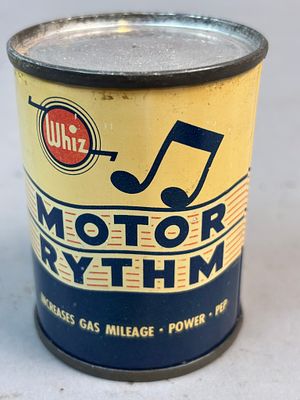 Whiz
MOTOR
RYTHM
INCREASES GAS MILEAGE · POWER · PEP